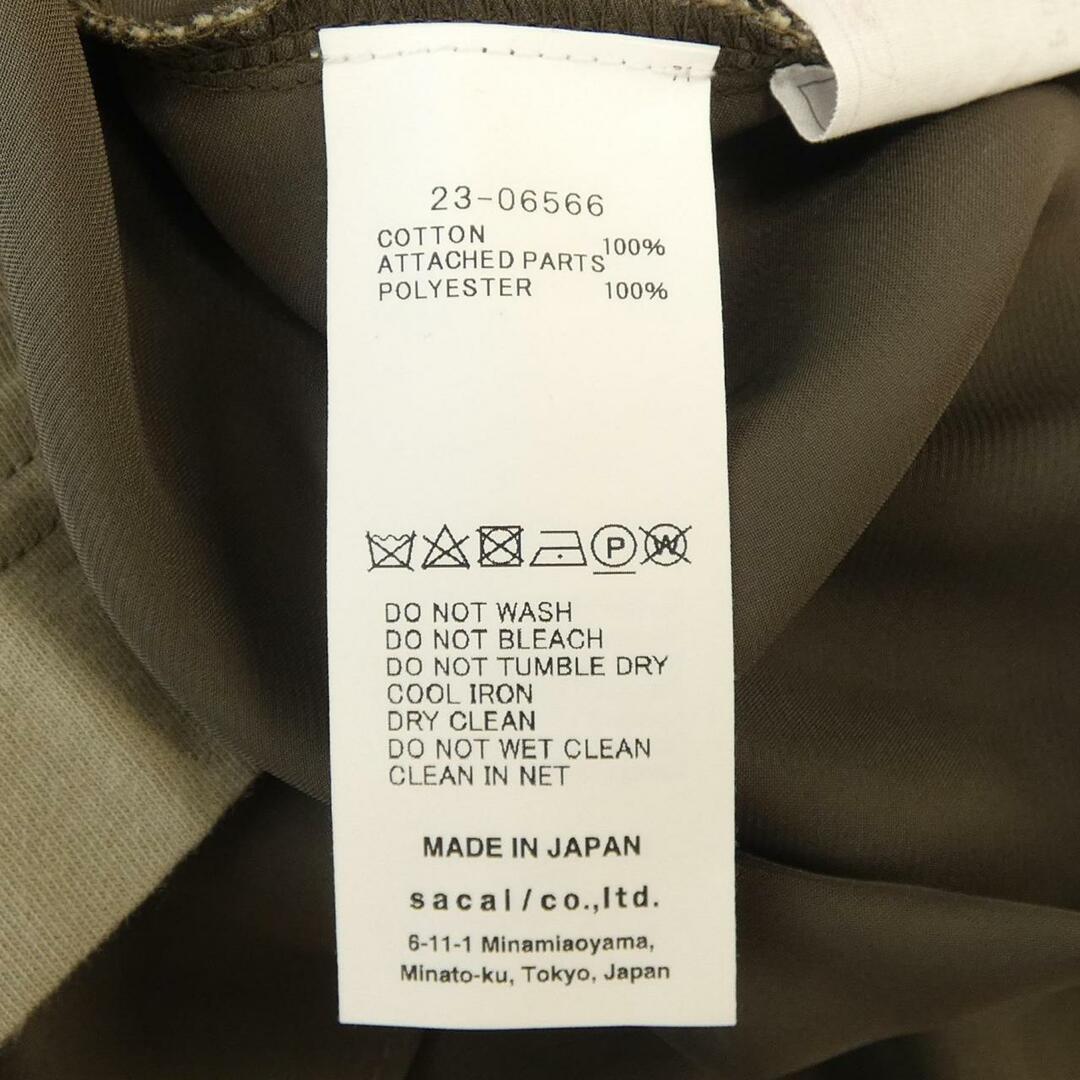 71
23-06566
COTTON 100%
ATTACHED PARTS
POLYESTER 100%
P W
DO NOT WASH
DO NOT BLEACH
DO NOT TUMBLE DRY
COOL IRON
DRY CLEAN
DO NOT WET CLEAN
CLEAN IN NET
MADE IN JAPAN
sacai/co.,ltd.
6-11-1 Minamiaoyama,
Minato-ku, Tokyo, Japan